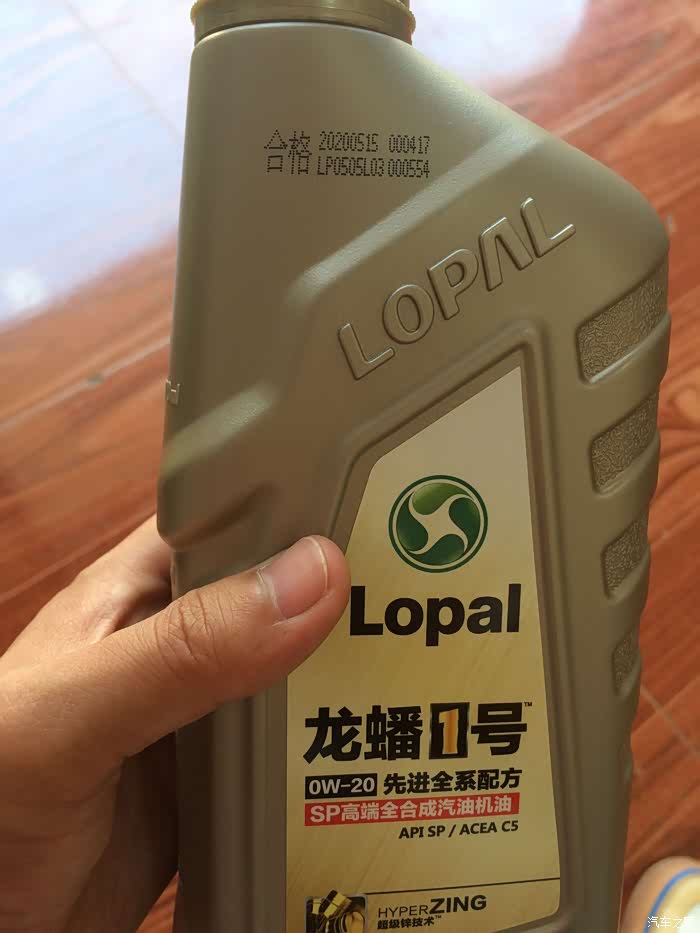 合格 20200515 000417
LP0505L03 000554
LOPAL
Lopal
龙蟠1号™
0W-20 先进全系配方
SP高端全合成汽油机油
API SP / ACEA C5
HYPERZING
超级锌技术™
汽车之家